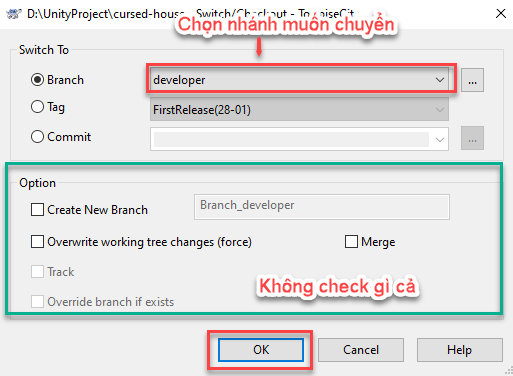 D:\UnityProject\cursed-house - Switch/Checkout - TortoiseGit
Chọn nhánh muốn chuyển
Switch To
Branch
developer
...
Tag
FirstRelease(28-01)
Commit
...
Option
Create New Branch
Branch_developer
Overwrite working tree changes (force)
Merge
Track
Không check gì cả
Override branch if exists
OK
Cancel
Help